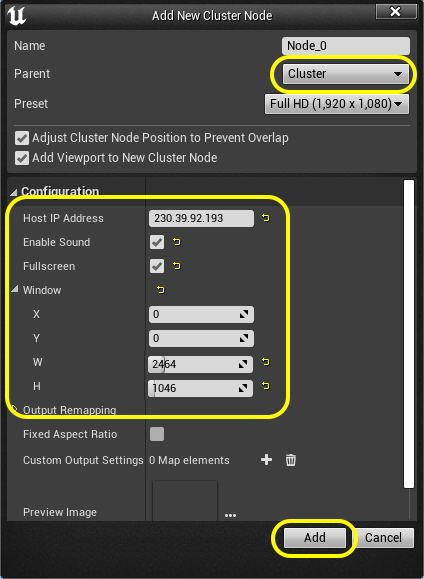 Add New Cluster Node
Name Node_0
Parent Cluster
Preset Full HD (1,920 x 1,080)
Adjust Cluster Node Position to Prevent Overlap
Add Viewport to New Cluster Node
Configuration
Host IP Address 230.39.92.193
Enable Sound
Fullscreen
Window
X 0
Y 0
W 2464
H 1046
Output Remapping
Fixed Aspect Ratio
Custom Output Settings 0 Map elements
Preview Image
Add Cancel